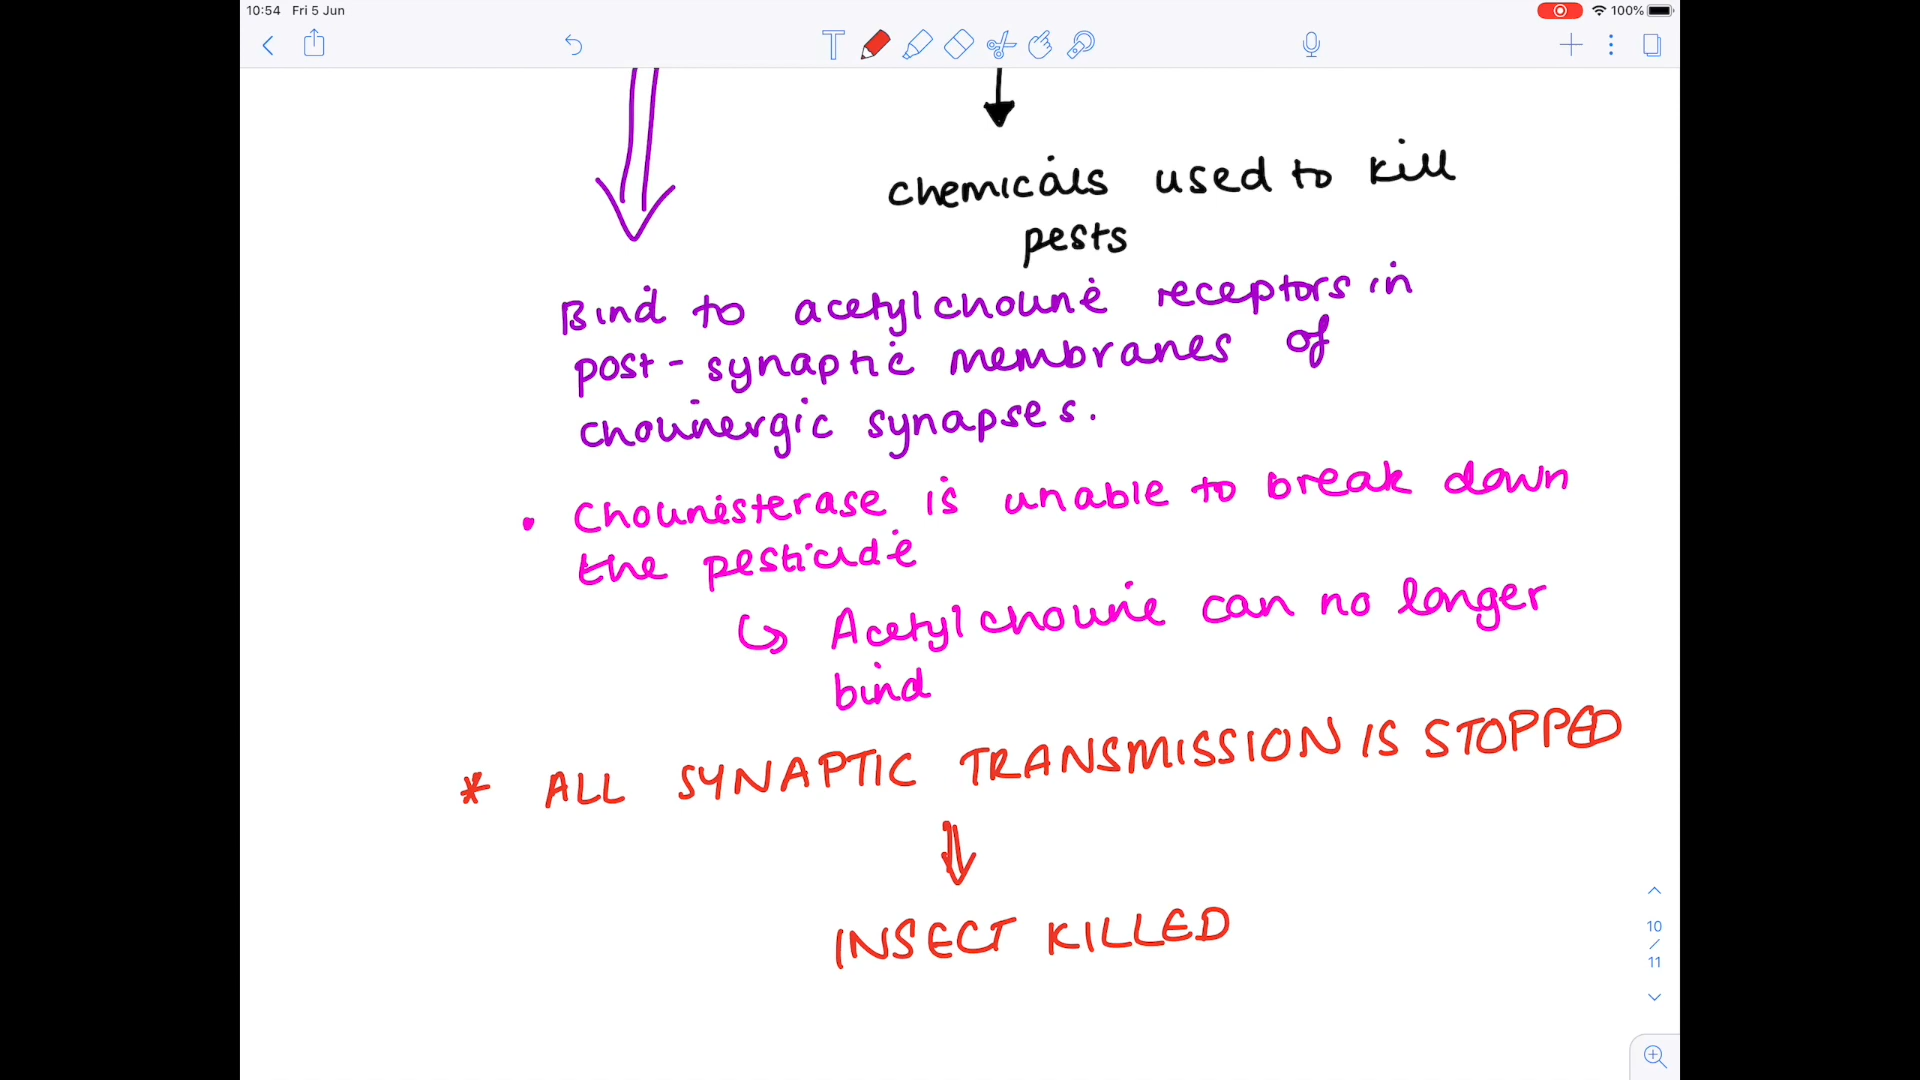 10:54 Fri 5 Jun
100%
T
chemicals used to kill
pests
Bind to acetylcholine receptors in
post-synaptic membranes of
cholinergic synapses.
• Cholinisterase is unable to break down
the pesticide
↳ Acetylcholine can no longer
bind
* ALL SYNAPTIC TRANSMISSION IS STOPPED
⇓
INSECT KILLED
10
/
11